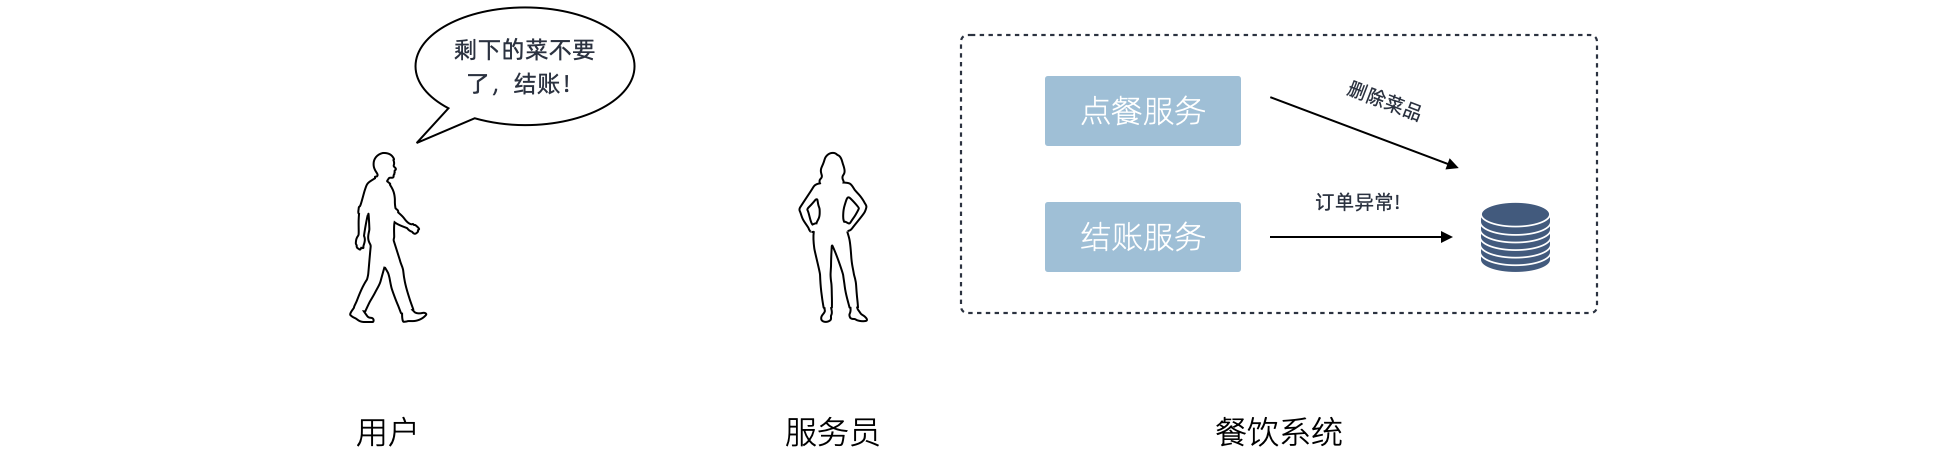 剩下的菜不要
了，结账！
点餐服务
删除菜品
订单异常!
结账服务
用户
服务员
餐饮系统